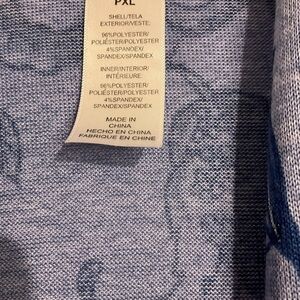 PXL
SHELL/TELA
EXTERIOR/VESTE:
96%POLYESTER/
POLIÉSTER/POLYESTER
4%SPANDEX/
SPANDEX/SPANDEX
INNER/INTERIOR/
INTÉRIEURE:
96%POLYESTER/
POLIÉSTER/POLYESTER
4%SPANDEX/
SPANDEX/SPANDEX
MADE IN
CHINA
HECHO EN CHINA
FABRIQUE EN CHINE